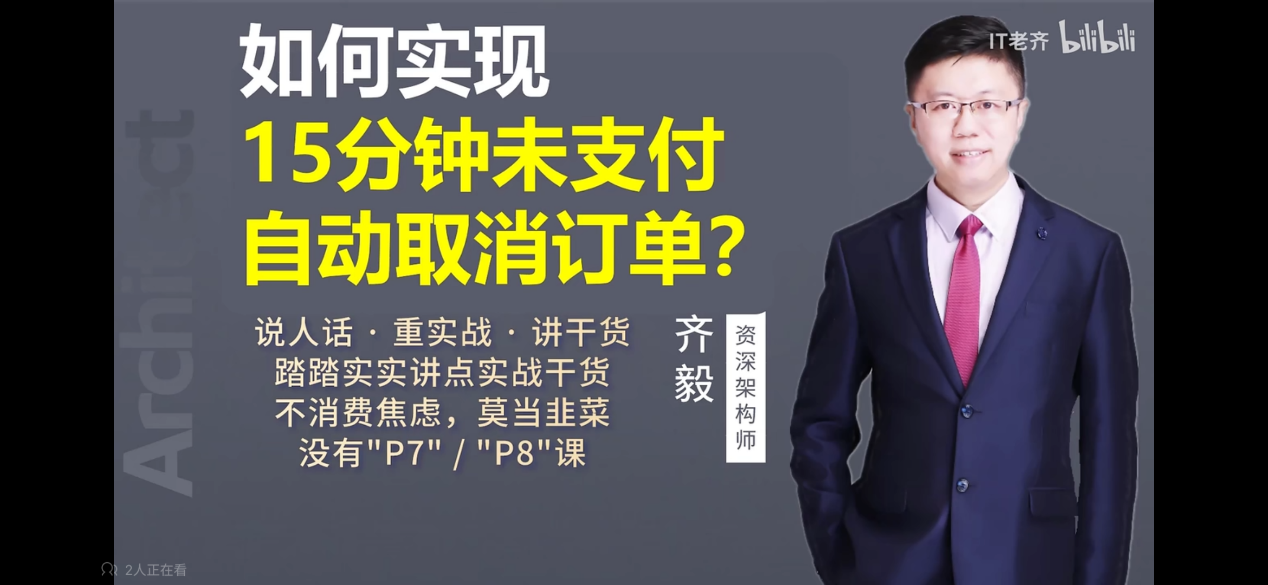 如何实现
15分钟未支付
自动取消订单?
说人话 · 重实战 · 讲干货
踏踏实实讲点实战干货
不消费焦虑，莫当韭菜
没有"P7" / "P8"课
齐毅
资深架构师
IT老齐 bilibili
Architect
2人正在看